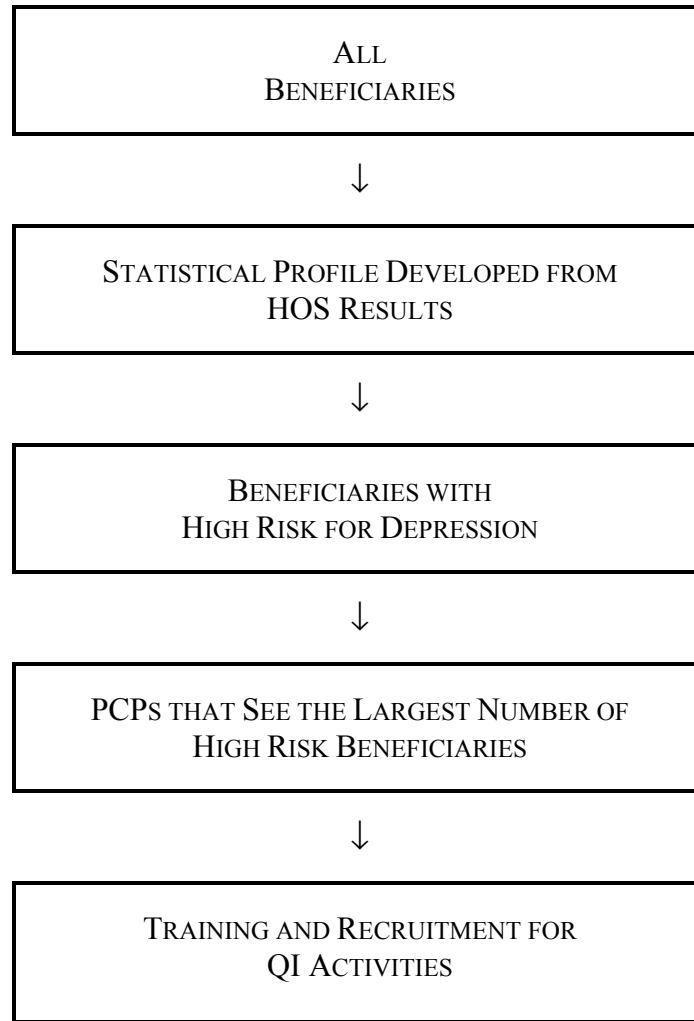 ALL
BENEFICIARIES
↓
STATISTICAL PROFILE DEVELOPED FROM
HOS RESULTS
↓
BENEFICIARIES WITH
HIGH RISK FOR DEPRESSION
↓
PCPS THAT SEE THE LARGEST NUMBER OF
HIGH RISK BENEFICIARIES
↓
TRAINING AND RECRUITMENT FOR
QI ACTIVITIES